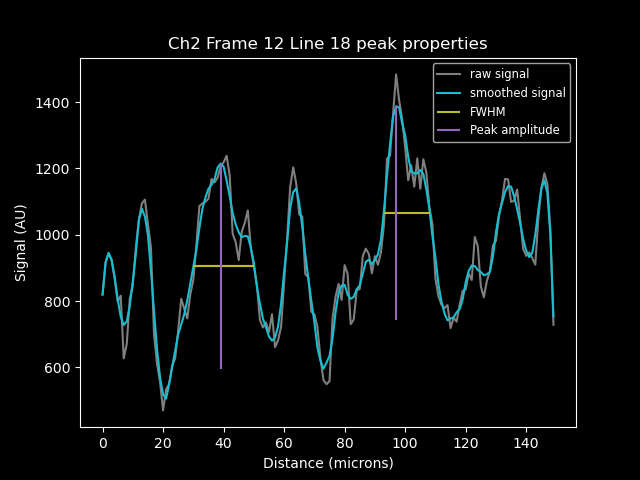 Ch2 Frame 12 Line 18 peak properties
raw signal
smoothed signal
FWHM
Peak amplitude
Signal (AU)
1400
1200
1000
800
600
0 20 40 60 80 100 120 140
Distance (microns)